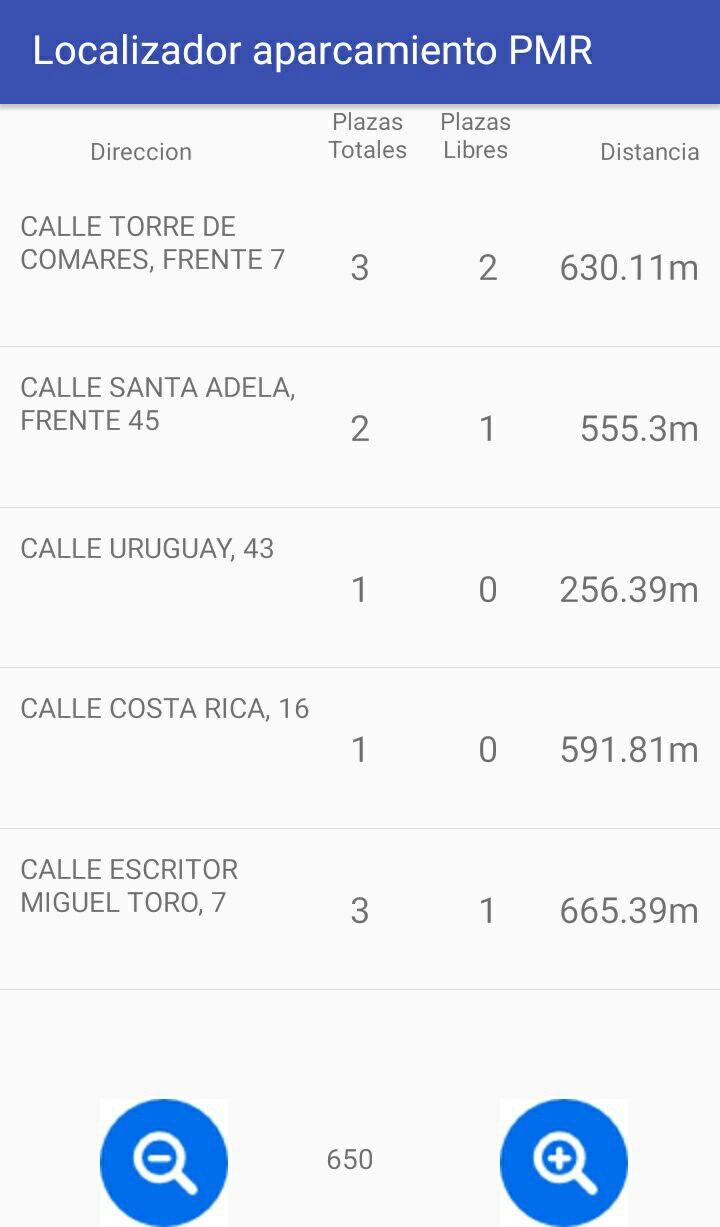 Localizador aparcamiento PMR
Direccion
Plazas
Totales
Plazas
Libres
Distancia
CALLE TORRE DE
COMARES, FRENTE 7
3
2
630.11m
CALLE SANTA ADELA,
FRENTE 45
2
1
555.3m
CALLE URUGUAY, 43
1
0
256.39m
CALLE COSTA RICA, 16
1
0
591.81m
CALLE ESCRITOR
MIGUEL TORO, 7
3
1
665.39m
650